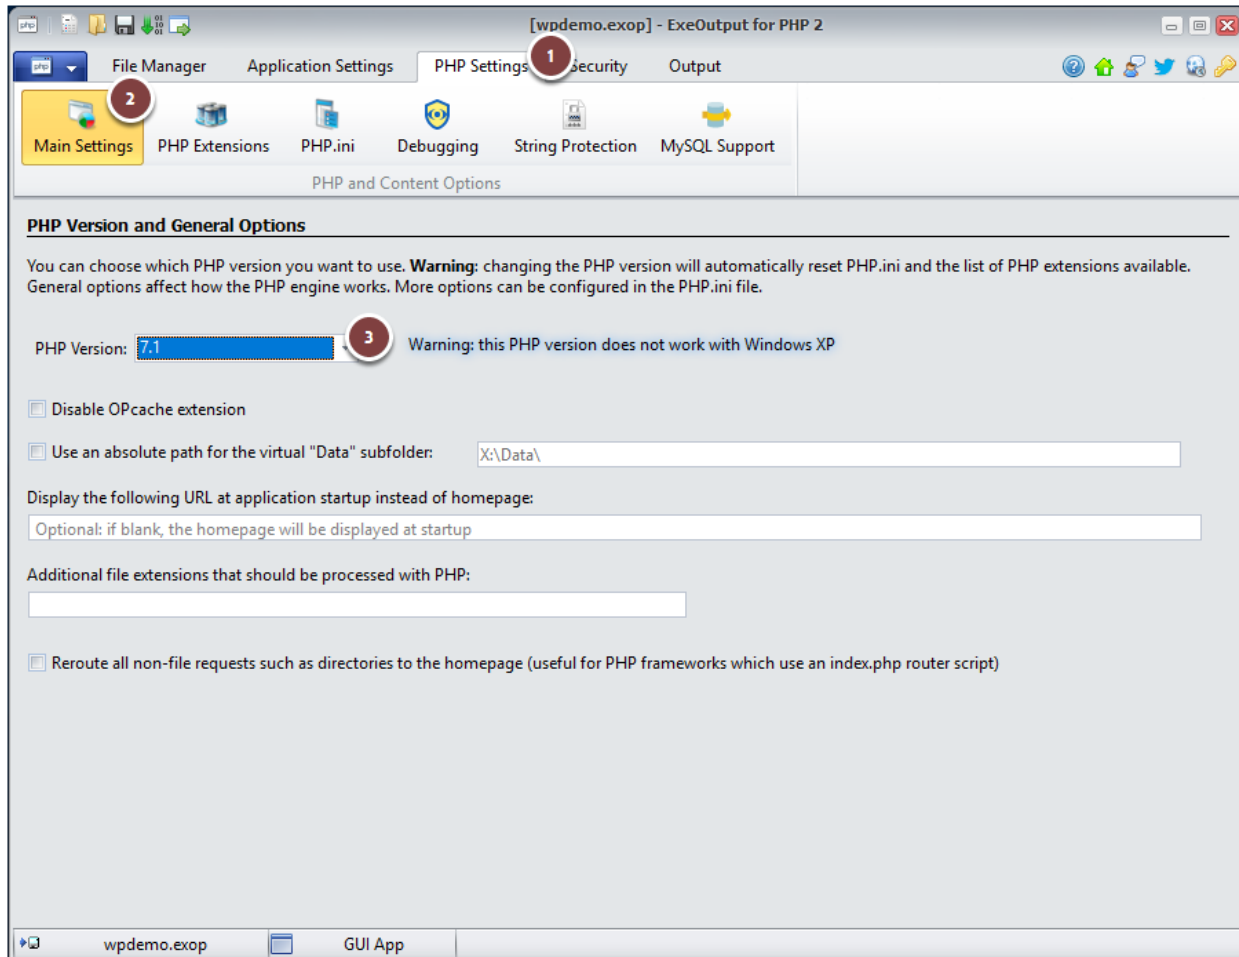 [wpdemo.exop] - ExeOutput for PHP 2
php File Manager Application Settings PHP Settings 1 Security Output
2
Main Settings PHP Extensions PHP.ini Debugging String Protection MySQL Support
PHP and Content Options
PHP Version and General Options
You can choose which PHP version you want to use. Warning: changing the PHP version will automatically reset PHP.ini and the list of PHP extensions available.
General options affect how the PHP engine works. More options can be configured in the PHP.ini file.
PHP Version: 7.1 3 Warning: this PHP version does not work with Windows XP
Disable OPcache extension
Use an absolute path for the virtual "Data" subfolder: X:\Data\
Display the following URL at application startup instead of homepage:
Optional: if blank, the homepage will be displayed at startup
Additional file extensions that should be processed with PHP:
Reroute all non-file requests such as directories to the homepage (useful for PHP frameworks which use an index.php router script)
wpdemo.exop GUI App